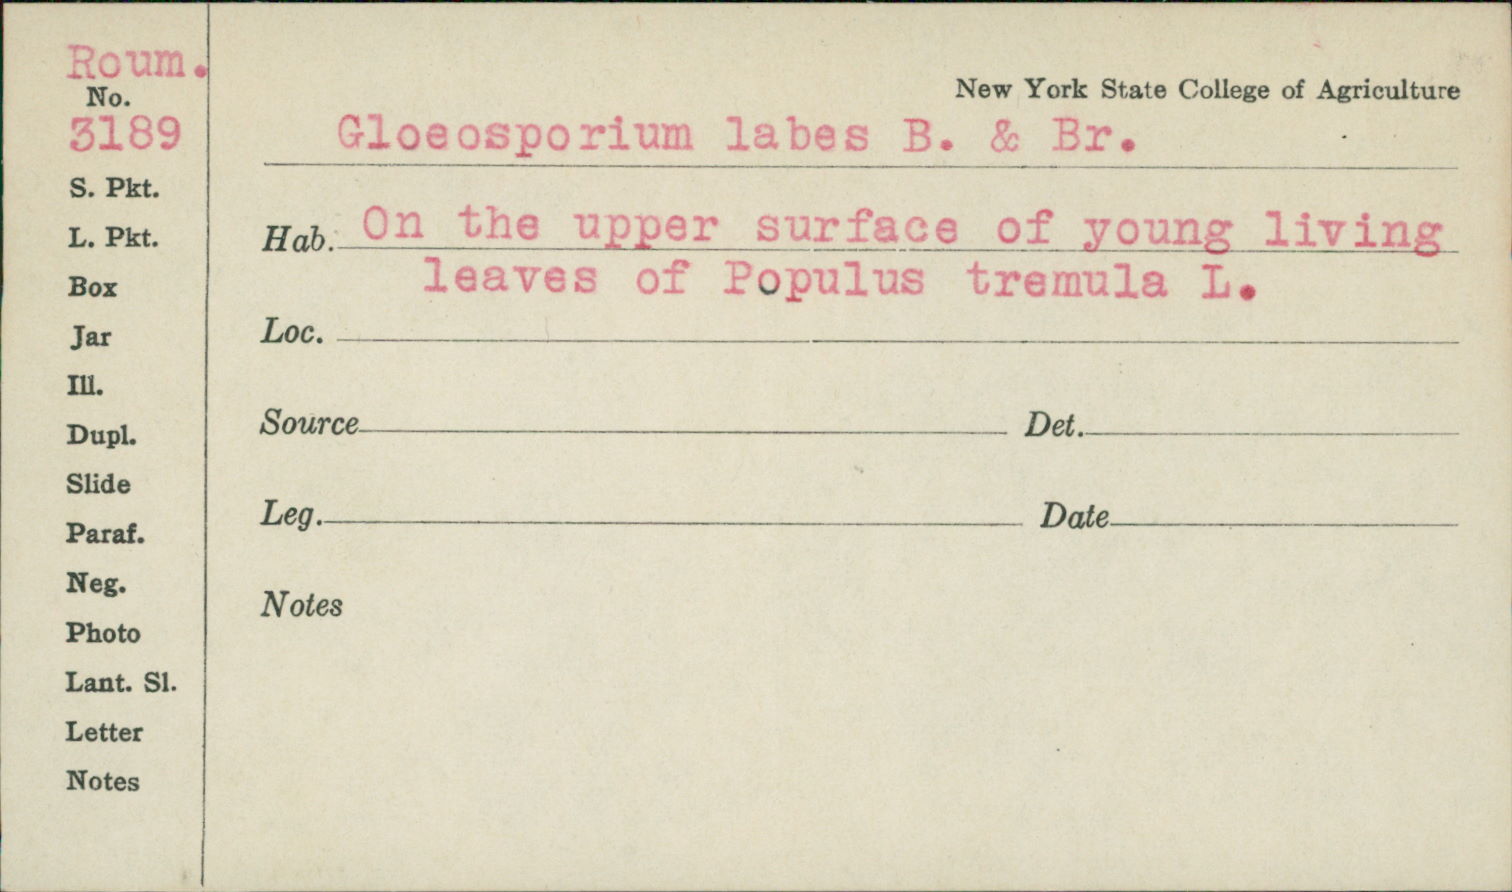 Roum.
No.
3189
S. Pkt.
L. Pkt.
Box
Jar
Ill.
Dupl.
Slide
Paraf.
Neg.
Photo
Lant. Sl.
Letter
Notes
New York State College of Agriculture
Gloeosporium labes B. & Br.
Hab. On the upper surface of young living
leaves of Populus tremula L.
Loc.
Source Det.
Leg. Date
Notes